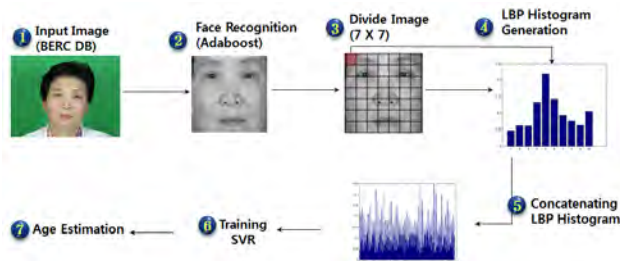 1 Input Image
(BERC DB)
2 Face Recognition
(Adaboost)
3 Divide Image
(7 X 7)
4 LBP Histogram
Generation
5 Concatenating
LBP Histogram
6 Training
SVR
7 Age Estimation